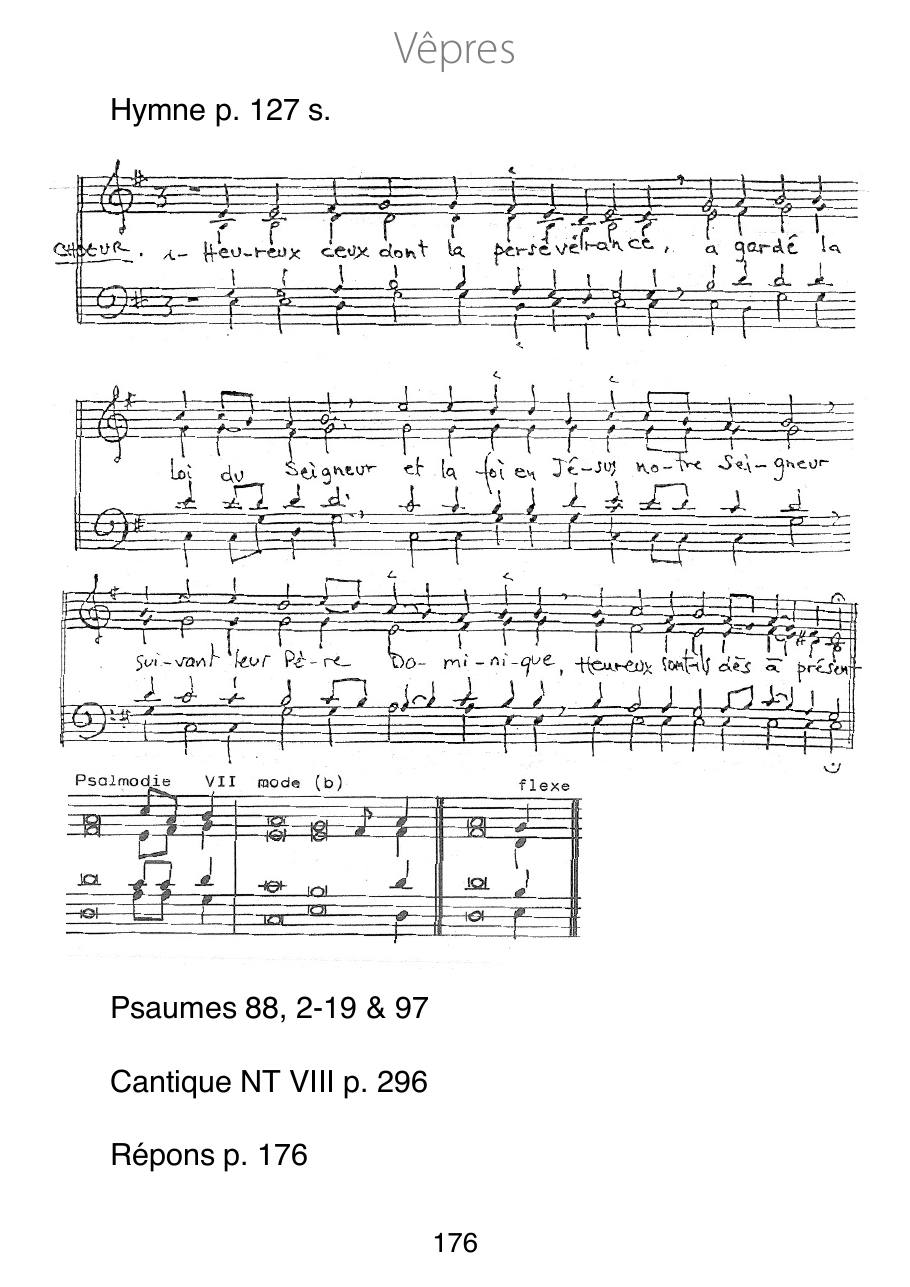 Vêpres
Hymne p. 127 s.
CHOEUR. 1- Heu-reux ceux dont la persévérance, a gardé la
loi du Seigneur et la foi en Jé-sus no-tre Sei-gneur
sui-vant leur Pè-re Do-mi-ni-que, Heureux sont-ils dès à présent
Psalmodie VII mode (b) flexe
Psaumes 88, 2-19 & 97
Cantique NT VIII p. 296
Répons p. 176
176